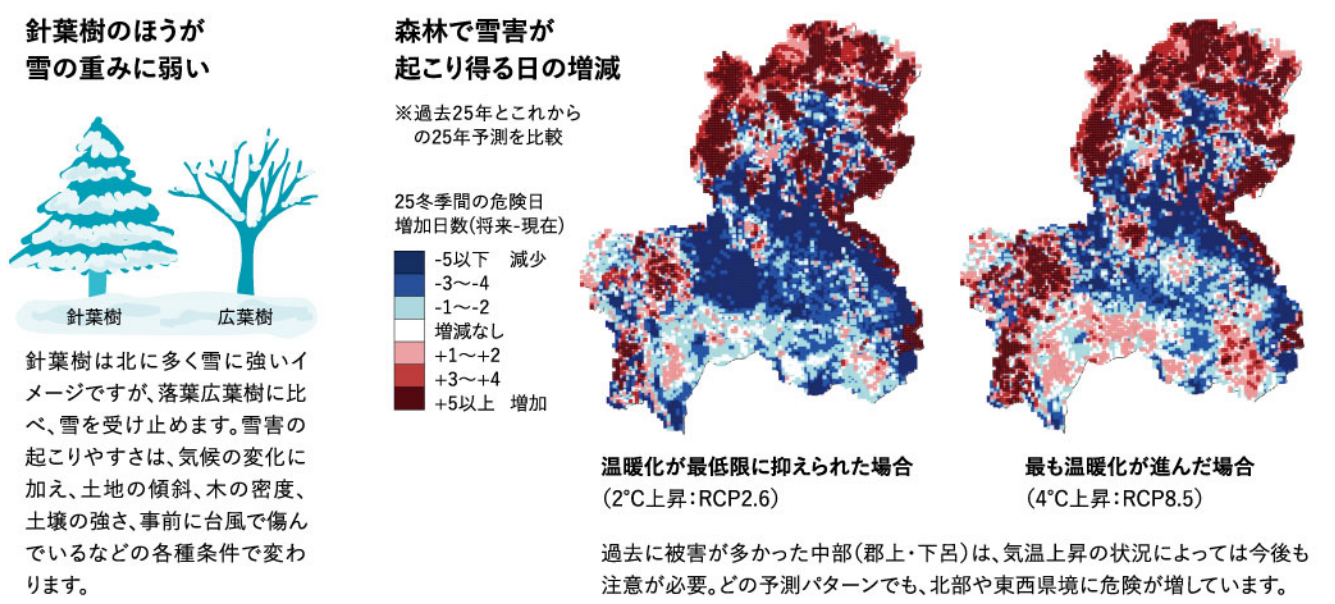 針葉樹のほうが
雪の重みに弱い
針葉樹
広葉樹
針葉樹は北に多く雪に強いイ
メージですが、落葉広葉樹に比
べ、雪を受け止めます。雪害の
起こりやすさは、気候の変化に
加え、土地の傾斜、木の密度、
土壌の強さ、事前に台風で傷ん
でいるなどの各種条件で変わ
ります。
森林で雪害が
起こり得る日の増減
※過去25年とこれから
の25年予測を比較
25冬季間の危険日
増加日数(将来-現在)
-5以下 減少
-3〜-4
-1〜-2
増減なし
+1〜+2
+3〜+4
+5以上 増加
温暖化が最低限に抑えられた場合
(2℃上昇:RCP2.6)
最も温暖化が進んだ場合
(4℃上昇:RCP8.5)
過去に被害が多かった中部(郡上・下呂)は、気温上昇の状況によっては今後も
注意が必要。どの予測パターンでも、北部や東西県境に危険が増しています。